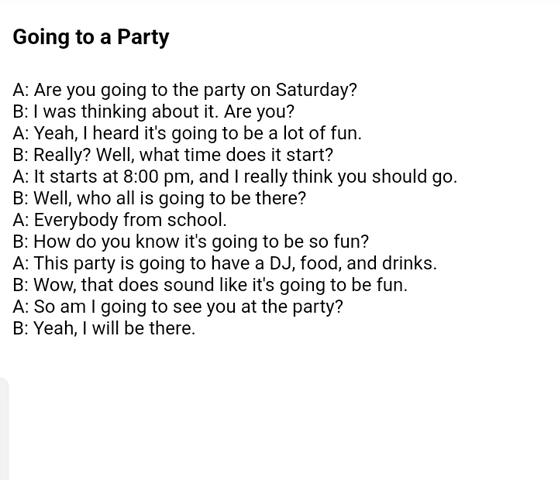 Going to a Party
A: Are you going to the party on Saturday?
B: I was thinking about it. Are you?
A: Yeah, I heard it's going to be a lot of fun.
B: Really? Well, what time does it start?
A: It starts at 8:00 pm, and I really think you should go.
B: Well, who all is going to be there?
A: Everybody from school.
B: How do you know it's going to be so fun?
A: This party is going to have a DJ, food, and drinks.
B: Wow, that does sound like it's going to be fun.
A: So am I going to see you at the party?
B: Yeah, I will be there.